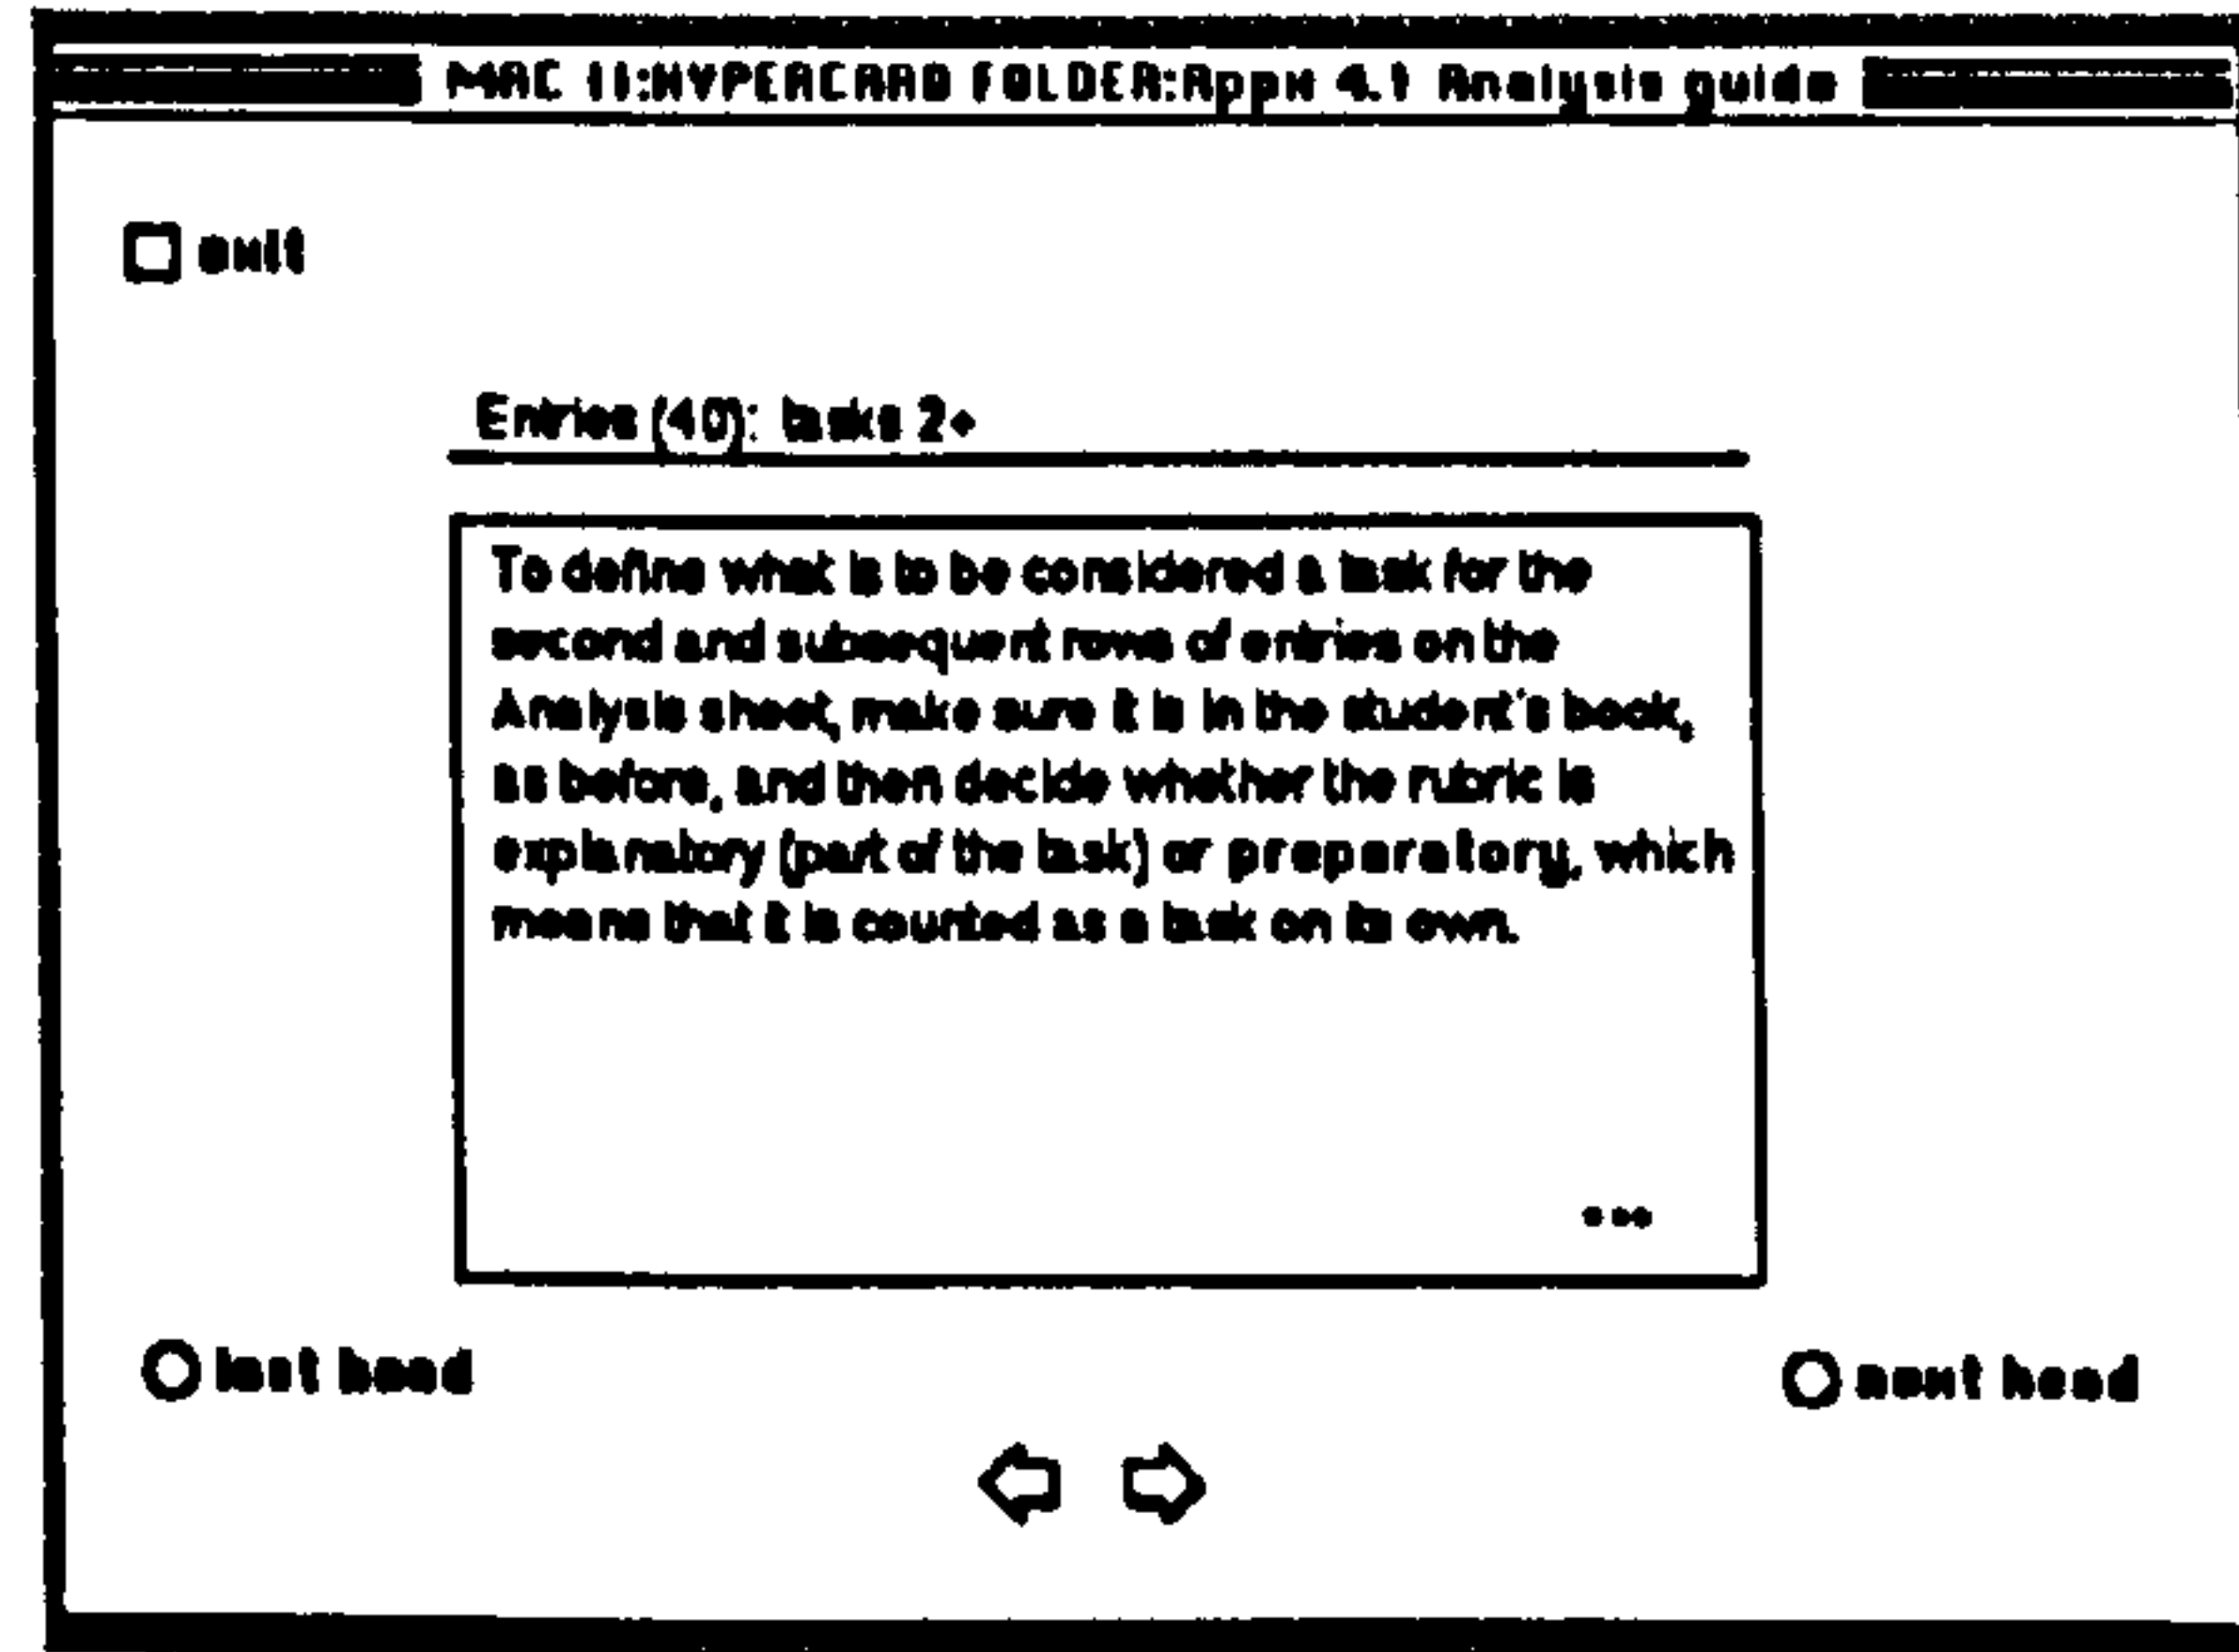 MAC II:HYPERCARD FOLDER:Appx 4.1 Analysis guide
exit
Entries (40): tasks 2
To define what is to be considered a task for the
second and subsequent rows of entries on the
Analysis sheet, make sure it is in the student's book,
as before, and then decide whether the rubric is
explanatory (part of the task) or preparatory, which
means that it is counted as a task on its own.
...
last head
next head